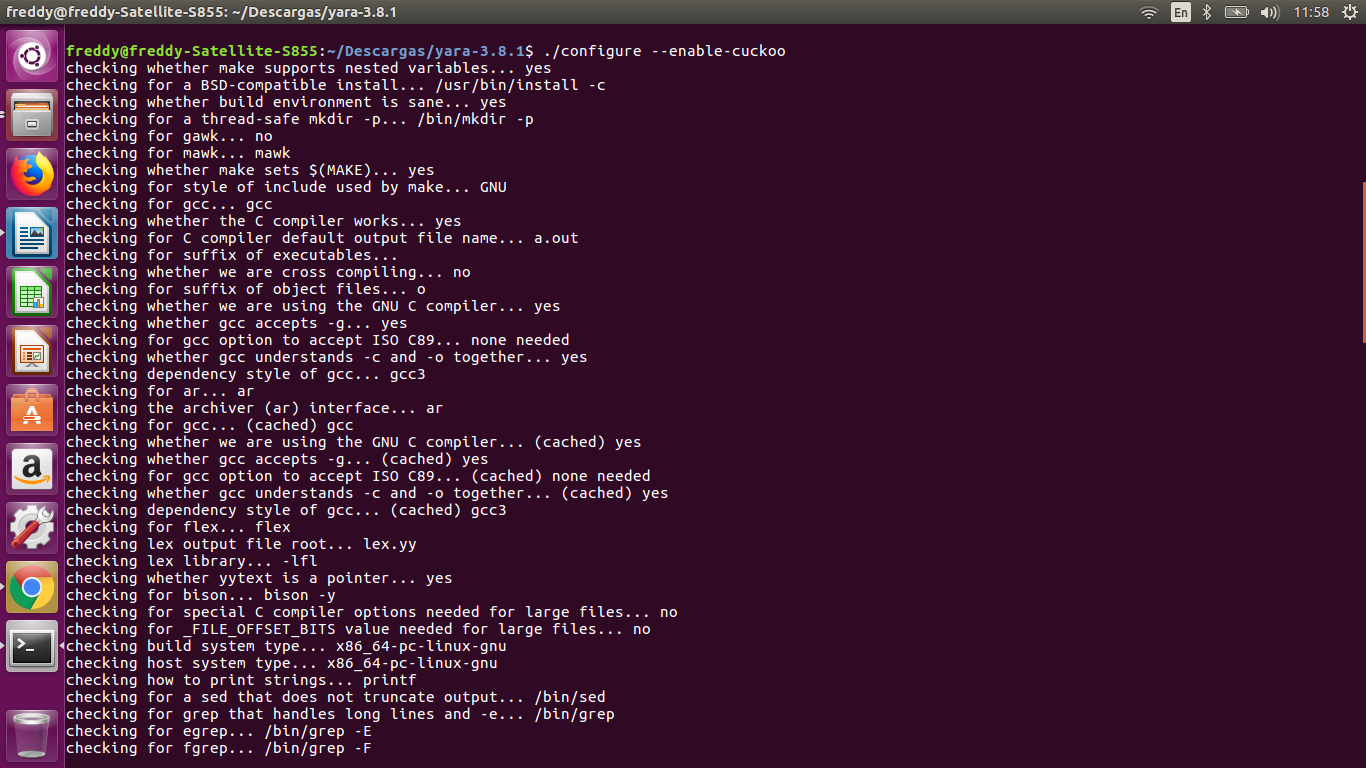 freddy@freddy-Satellite-S855: ~/Descargas/yara-3.8.1
En
11:58
freddy@freddy-Satellite-S855:~/Descargas/yara-3.8.1$ ./configure --enable-cuckoo
checking whether make supports nested variables... yes
checking for a BSD-compatible install... /usr/bin/install -c
checking whether build environment is sane... yes
checking for a thread-safe mkdir -p... /bin/mkdir -p
checking for gawk... no
checking for mawk... mawk
checking whether make sets $(MAKE)... yes
checking for style of include used by make... GNU
checking for gcc... gcc
checking whether the C compiler works... yes
checking for C compiler default output file name... a.out
checking for suffix of executables...
checking whether we are cross compiling... no
checking for suffix of object files... o
checking whether we are using the GNU C compiler... yes
checking whether gcc accepts -g... yes
checking for gcc option to accept ISO C89... none needed
checking whether gcc understands -c and -o together... yes
checking dependency style of gcc... gcc3
checking for ar... ar
checking the archiver (ar) interface... ar
checking for gcc... (cached) gcc
checking whether we are using the GNU C compiler... (cached) yes
checking whether gcc accepts -g... (cached) yes
checking for gcc option to accept ISO C89... (cached) none needed
checking whether gcc understands -c and -o together... (cached) yes
checking dependency style of gcc... (cached) gcc3
checking for flex... flex
checking lex output file root... lex.yy
checking lex library... -lfl
checking whether yytext is a pointer... yes
checking for bison... bison -y
checking for special C compiler options needed for large files... no
checking for _FILE_OFFSET_BITS value needed for large files... no
checking build system type... x86_64-pc-linux-gnu
checking host system type... x86_64-pc-linux-gnu
checking how to print strings... printf
checking for a sed that does not truncate output... /bin/sed
checking for grep that handles long lines and -e... /bin/grep
checking for egrep... /bin/grep -E
checking for fgrep... /bin/grep -F